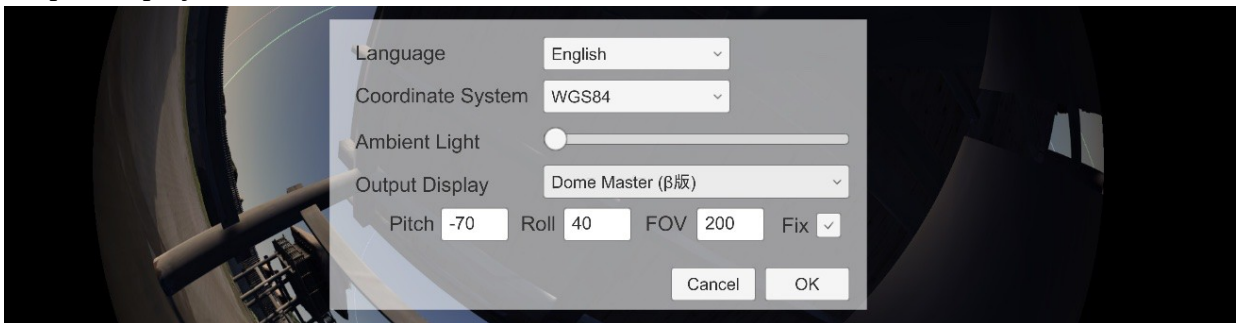 Language English
Coordinate System WGS84
Ambient Light
Output Display Dome Master (β版)
Pitch -70 Roll 40 FOV 200 Fix
Cancel OK